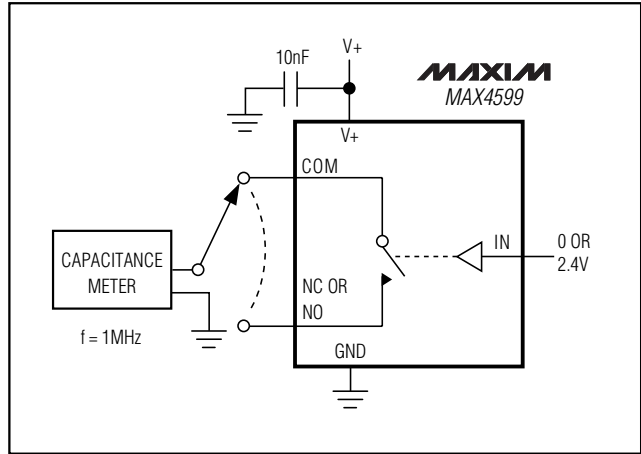 10nF
V+
MAXIM
MAX4599
V+
COM
IN
0 OR
2.4V
CAPACITANCE
METER
NC OR
NO
f = 1MHz
GND